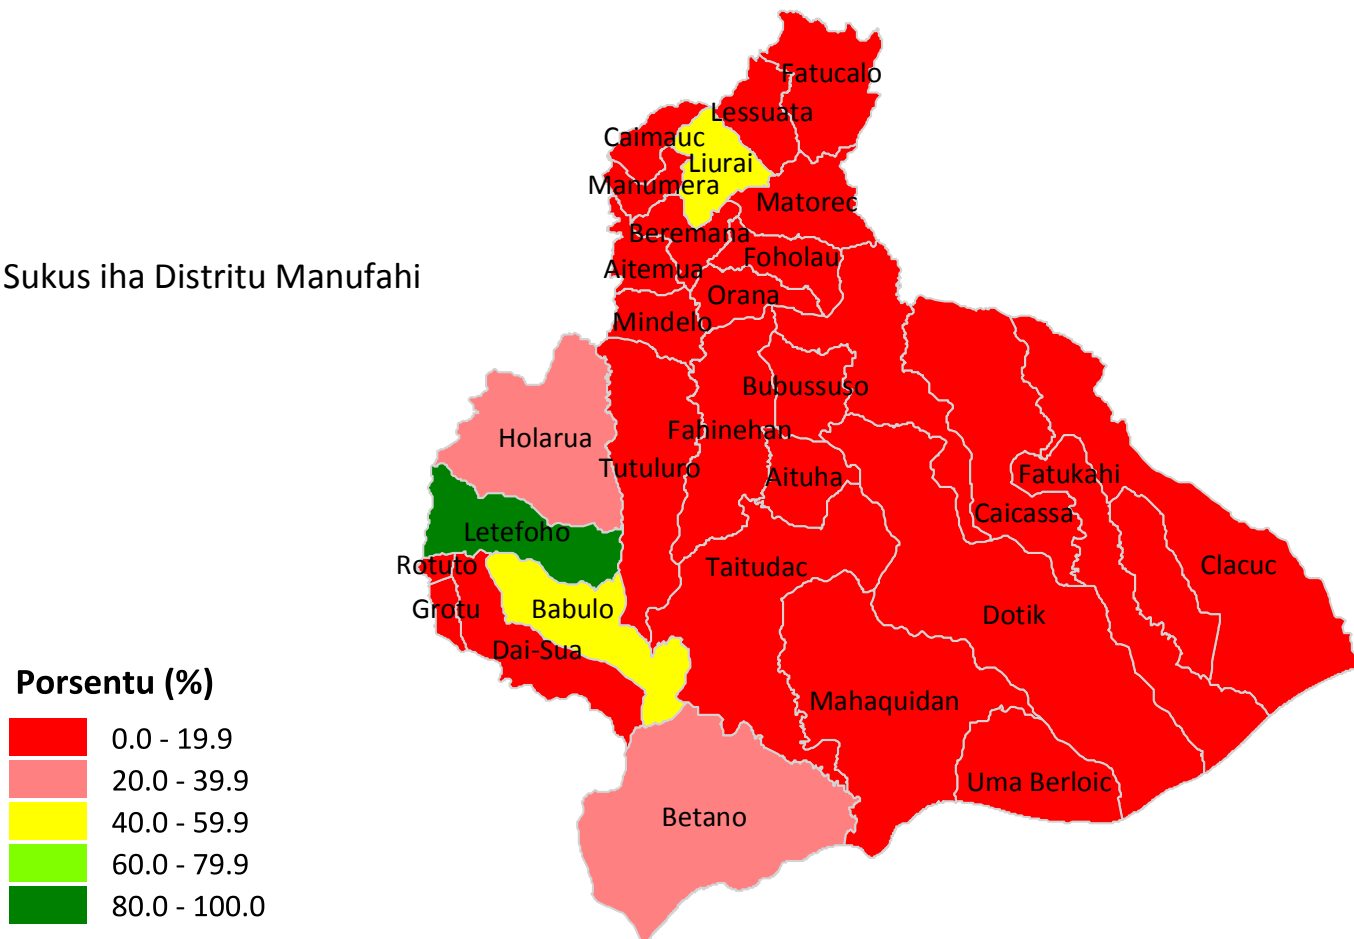 Fatucalo
Lessuata
Caimauc
Liurai
Manumera
Matorec
Beremana
Foholau
Aitemua
Sukus iha Distritu Manufahi
Orana
Mindelo
Bubussuso
Fahinehan
Holarua
Tutuluro
Aituha
Fatukahi
Caicassa
Letefoho
Rotuto
Taitudac
Clacuc
Grotu
Babulo
Dotik
Dai-Sua
Mahaquidan
Uma Berloic
Betano
Porsentu (%)
0.0 - 19.9
20.0 - 39.9
40.0 - 59.9
60.0 - 79.9
80.0 - 100.0